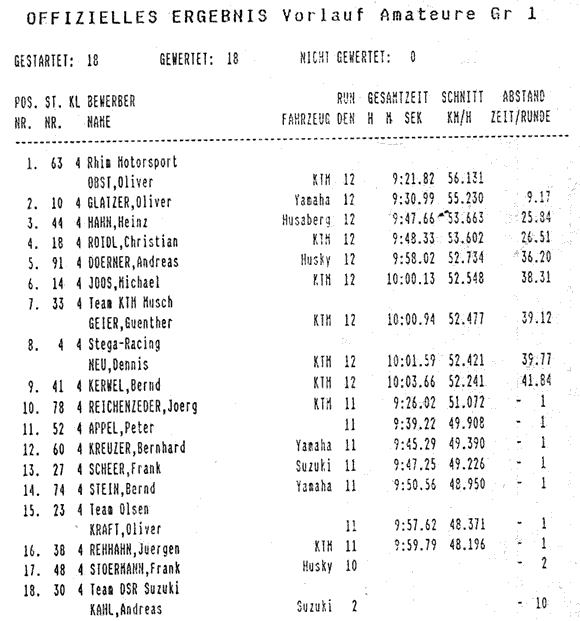 OFFIZIELLES ERGEBNIS Vorlauf Amateure Gr 1
GESTARTET: 18 GEWERTET: 18 NICHT GEWERTET: 0
POS. ST. KL BEWERBER RUN GESAMTZEIT SCHNITT ABSTAND
NR. NR. NAME FAHRZEUG DEN H M SEK KM/H ZEIT/RUNDE
1. 63 4 Rhim Motorsport
OBST,Oliver KTM 12 9:21.82 56.131
2. 10 4 GLATZER,Oliver Yamaha 12 9:30.99 55.230 9.17
3. 44 4 HAHN,Heinz Husaberg 12 9:47.66 53.663 25.84
4. 18 4 ROIDL,Christian KTM 12 9:48.33 53.602 26.51
5. 91 4 DOERNER,Andreas Husky 12 9:58.02 52.734 36.20
6. 14 4 JOOS,Michael KTM 12 10:00.13 52.548 38.31
7. 33 4 Team KTM Musch
GEIER,Guenther KTM 12 10:00.94 52.477 39.12
8. 4 4 Stega-Racing
NEU,Dennis KTM 12 10:01.59 52.421 39.77
9. 41 4 KERWEL,Bernd KTM 12 10:03.66 52.241 41.84
10. 78 4 REICHENZEDER,Joerg KTM 11 9:26.02 51.072 - 1
11. 52 4 APPEL,Peter 11 9:39.22 49.908 - 1
12. 60 4 KREUZER,Bernhard Yamaha 11 9:45.29 49.390 - 1
13. 27 4 SCHEER,Frank Suzuki 11 9:47.25 49.226 - 1
14. 74 4 STEIN,Bernd Yamaha 11 9:50.56 48.950 - 1
15. 23 4 Team Olsen
KRAFT,Oliver 11 9:57.62 48.371 - 1
16. 38 4 REHHAHN,Juergen KTM 11 9:59.79 48.196 - 1
17. 48 4 STOERMANN,Frank Husky 10 - 2
18. 30 4 Team DSR Suzuki
KAHL,Andreas Suzuki 2 - 10